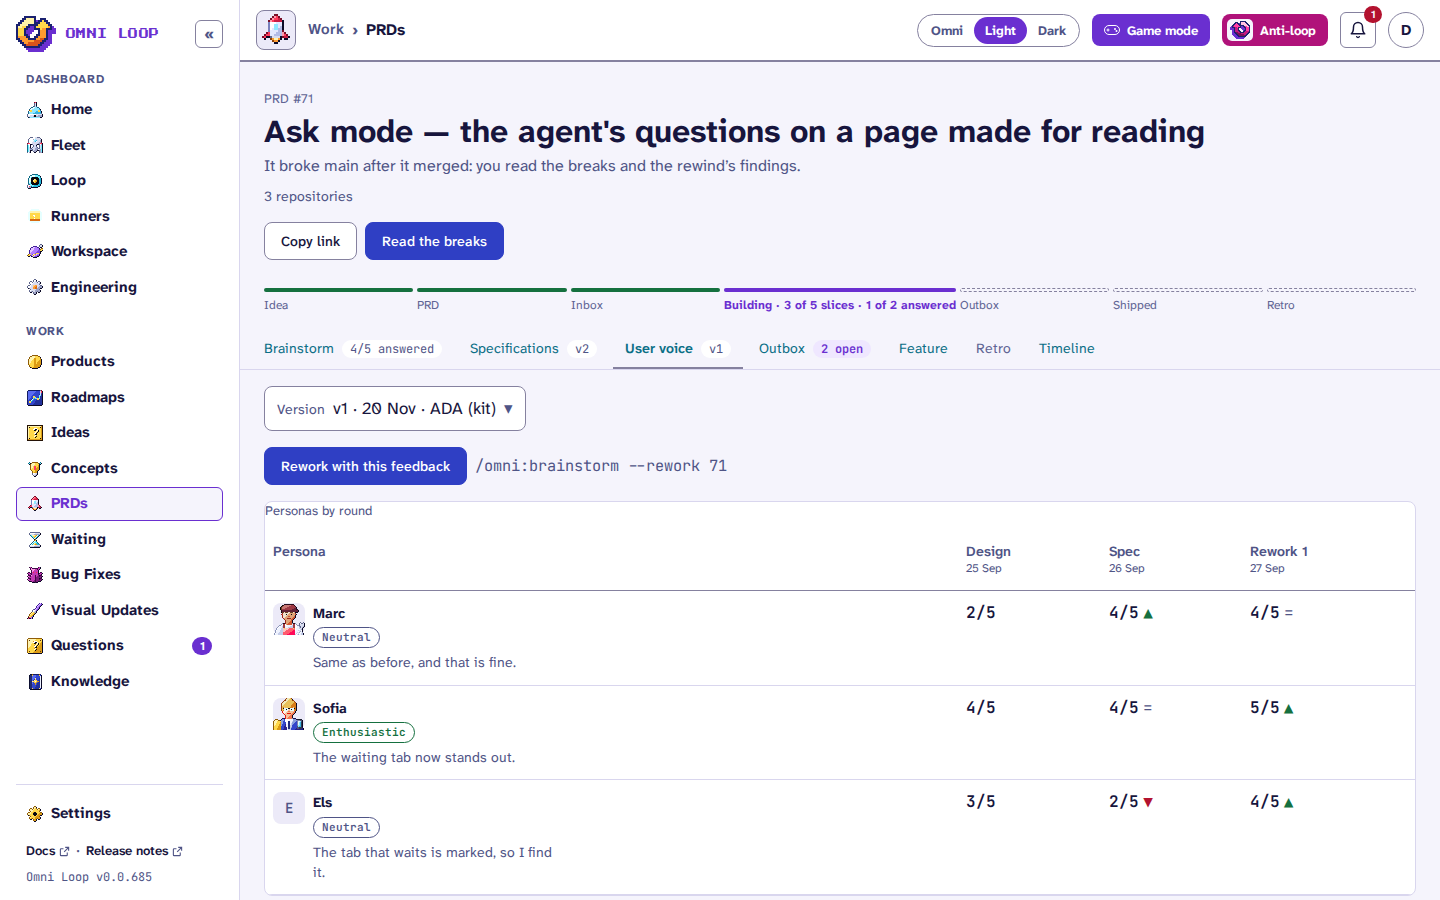 OMNI LOOP
«
DASHBOARD
Home
Fleet
Loop
Runners
Workspace
Engineering
WORK
Products
Roadmaps
Ideas
Concepts
PRDs
Waiting
Bug Fixes
Visual Updates
Questions 1
Knowledge
Settings
Docs · Release notes
Omni Loop v0.0.685
Work › PRDs
Omni Light Dark
Game mode
Anti-loop
1
D
PRD #71
Ask mode — the agent's questions on a page made for reading
It broke main after it merged: you read the breaks and the rewind's findings.
3 repositories
Copy link
Read the breaks
Idea PRD Inbox Building · 3 of 5 slices · 1 of 2 answered Outbox Shipped Retro
Brainstorm 4/5 answered Specifications v2 User voice v1 Outbox 2 open Feature Retro Timeline
Version v1 · 20 Nov · ADA (kit) ▼
Rework with this feedback /omni:brainstorm --rework 71
Personas by round
Persona Design Spec Rework 1
25 Sep 26 Sep 27 Sep
Marc 2/5 4/5 ▲ 4/5 =
Neutral
Same as before, and that is fine.
Sofia 4/5 4/5 = 5/5 ▲
Enthusiastic
The waiting tab now stands out.
E Els 3/5 2/5 ▼ 4/5 ▲
Neutral
The tab that waits is marked, so I find
it.